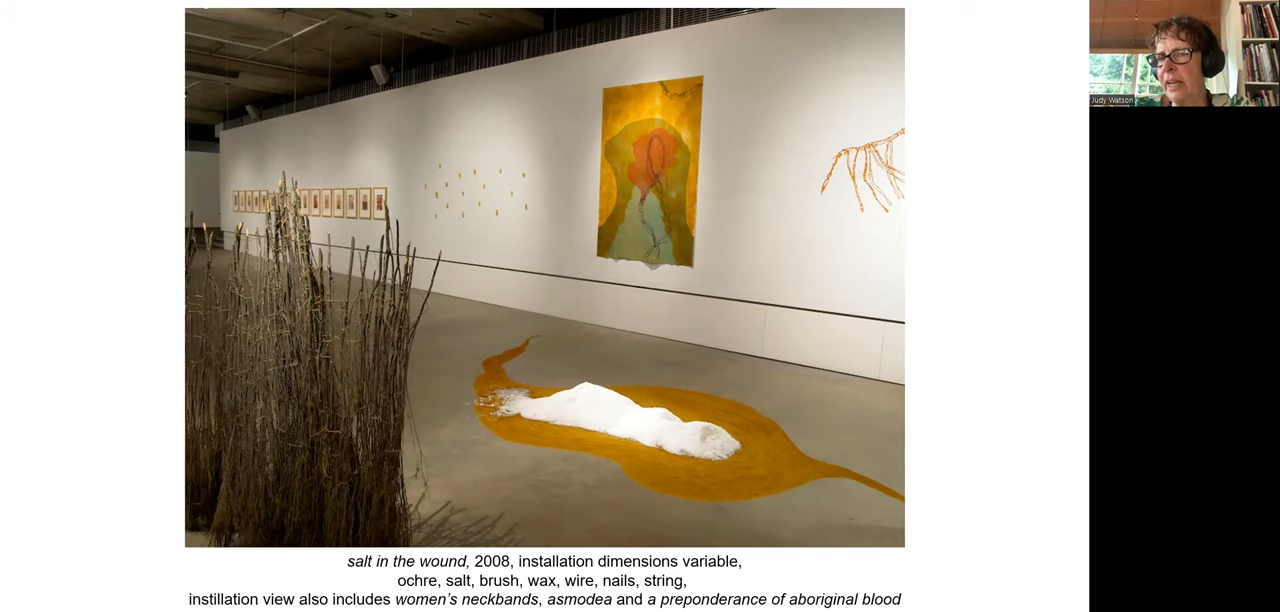 Judy Watson
salt in the wound, 2008, installation dimensions variable,
ochre, salt, brush, wax, wire, nails, string,
instillation view also includes women's neckbands, asmodea and a preponderance of aboriginal blood